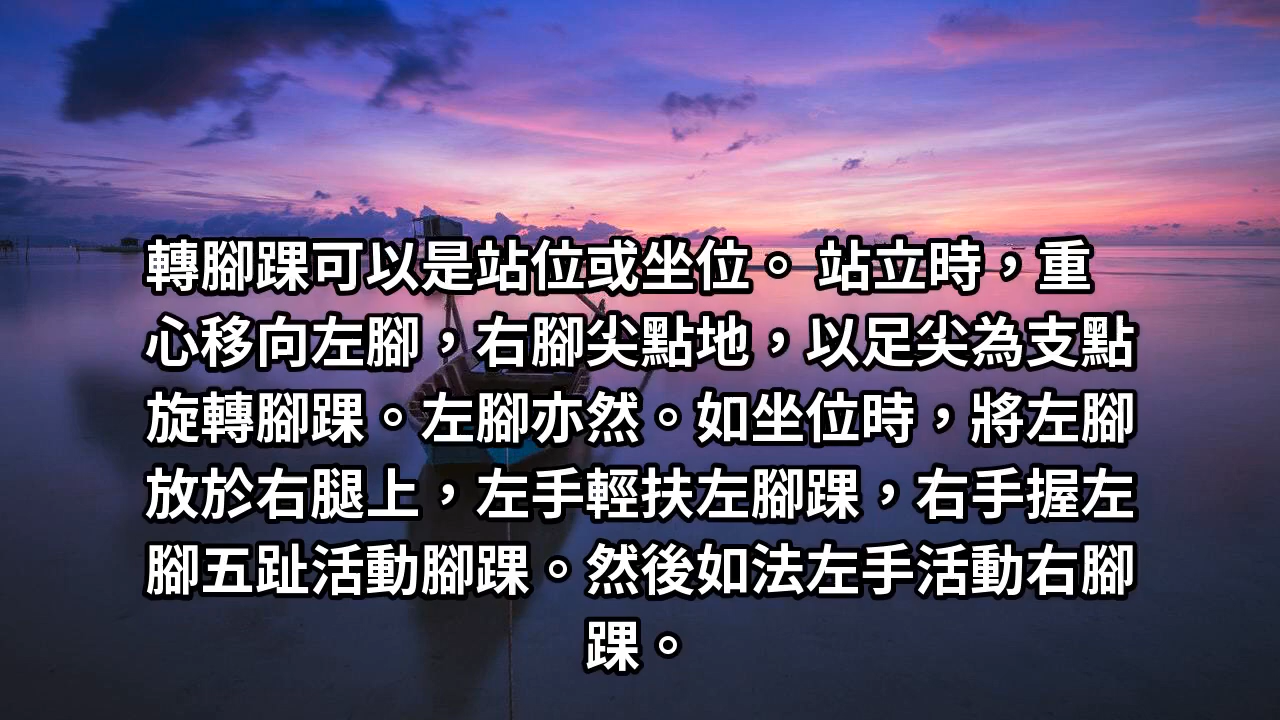 轉腳踝可以是站位或坐位。 站立時，重
心移向左腳，右腳尖點地，以足尖為支點
旋轉腳踝。左腳亦然。如坐位時，將左腳
放於右腿上，左手輕扶左腳踝，右手握左
腳五趾活動腳踝。然後如法左手活動右腳
踝。